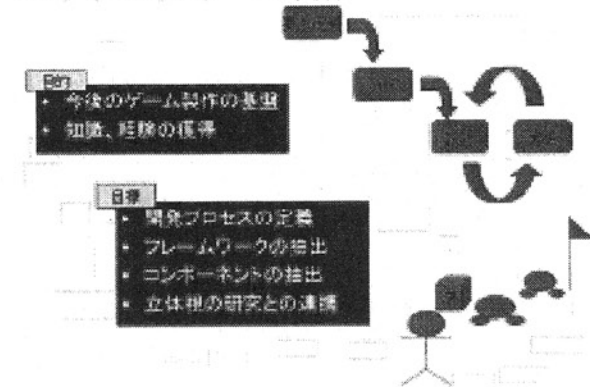 目的
・ 今後のゲーム製作の基盤
・ 知識、経験の獲得
目標
・ 開発プロセスの定義
・ フレームワークの抽出
・ コンポーネントの抽出
・ 立体視の研究との連携